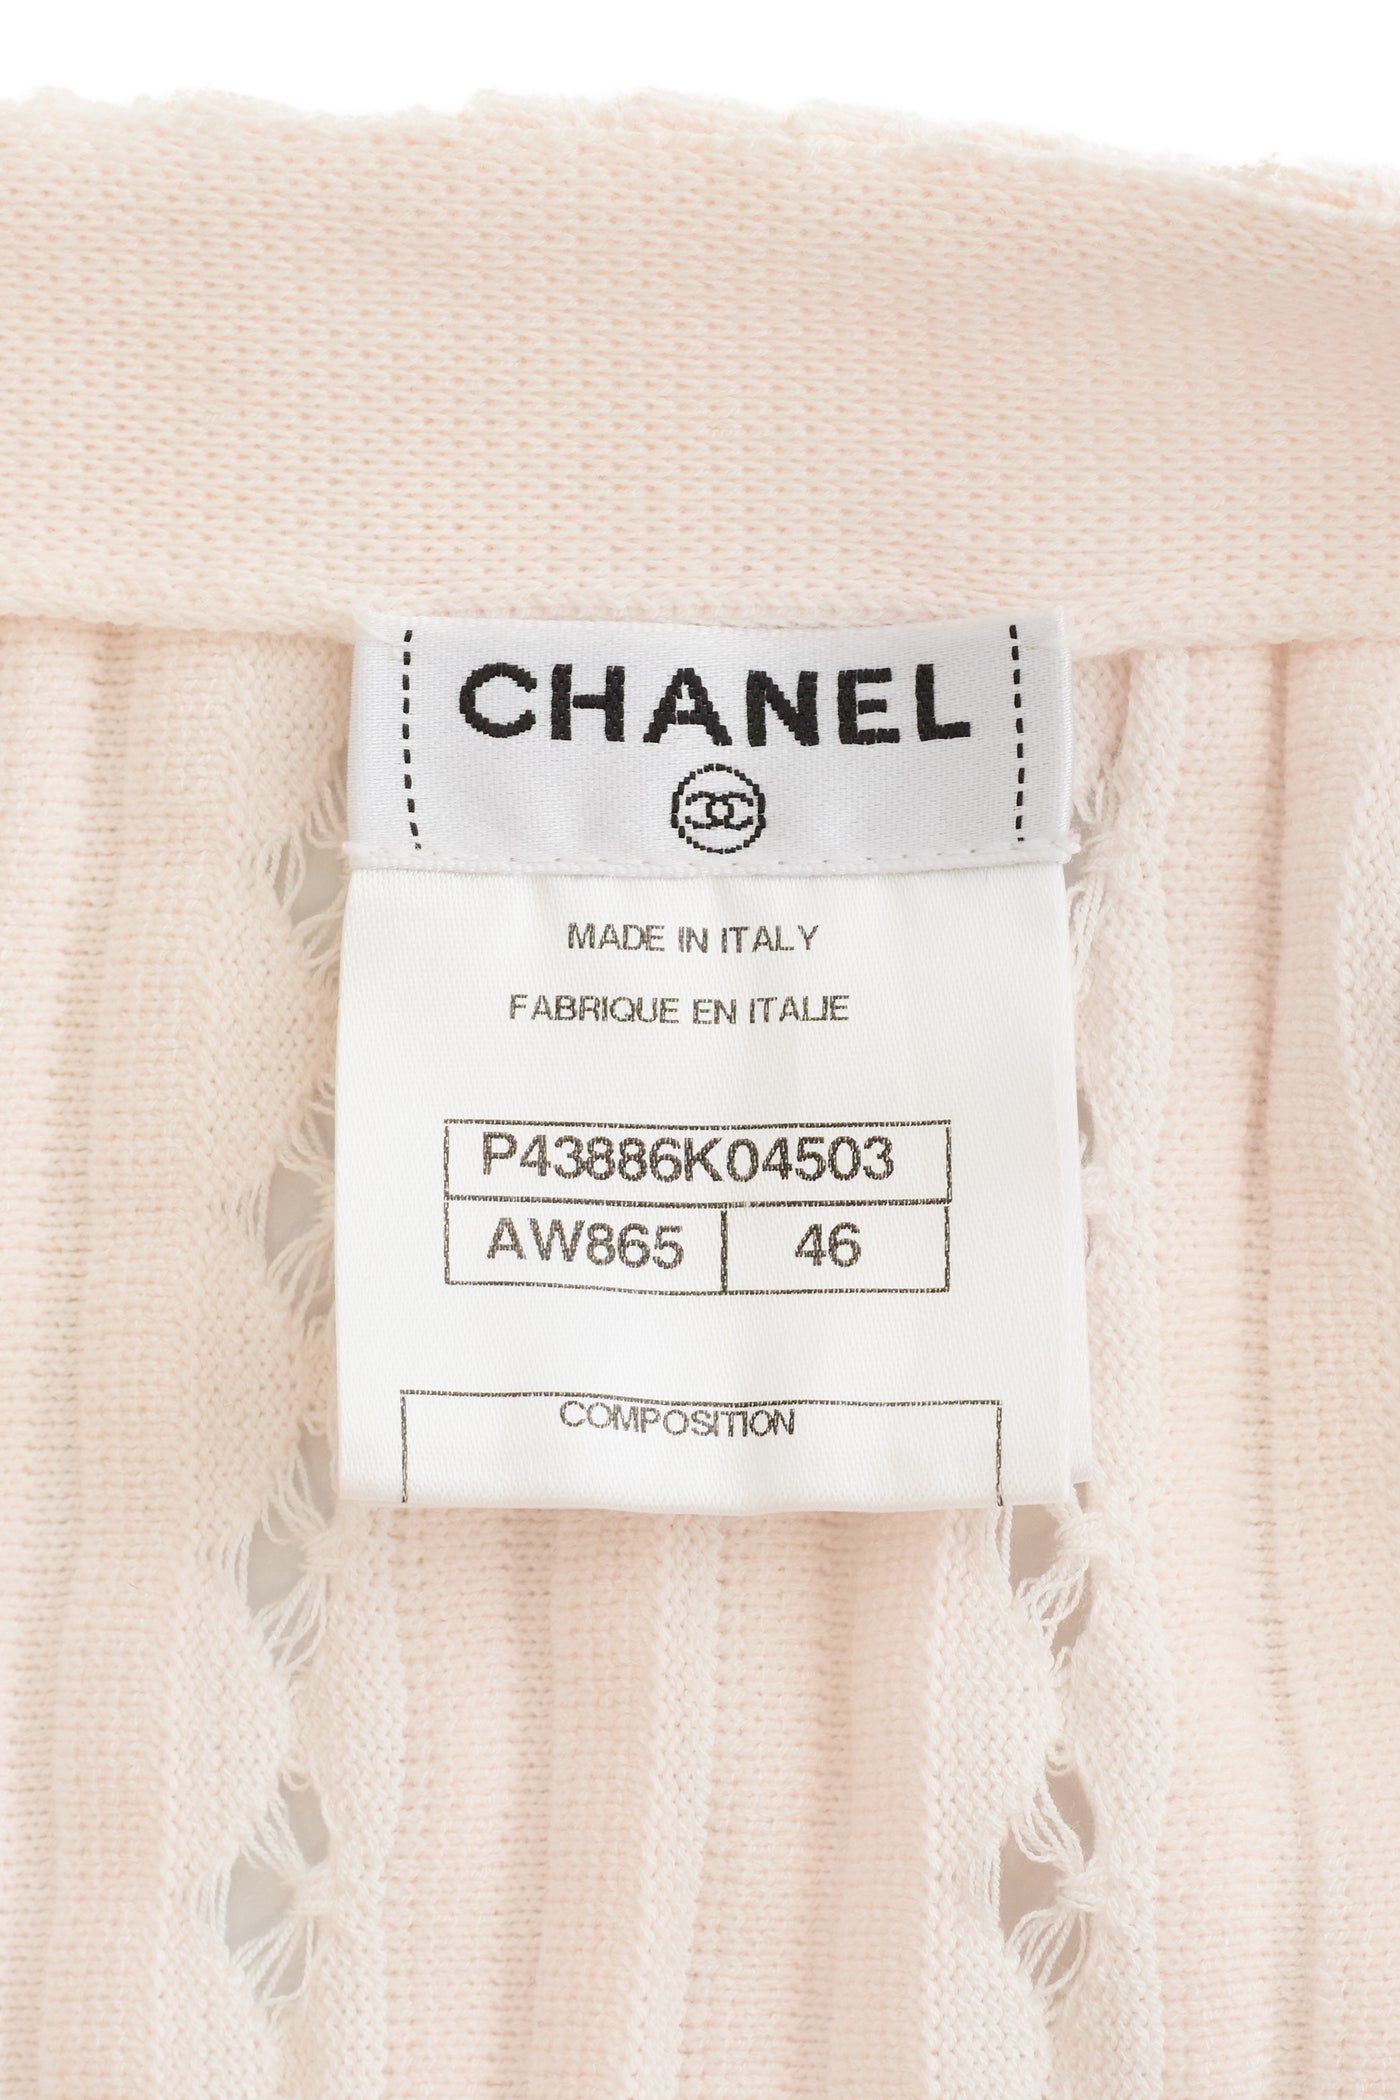 CHANEL
MADE IN ITALY
FABRIQUE EN ITALIE
P43886K04503
AW865 46
COMPOSITION